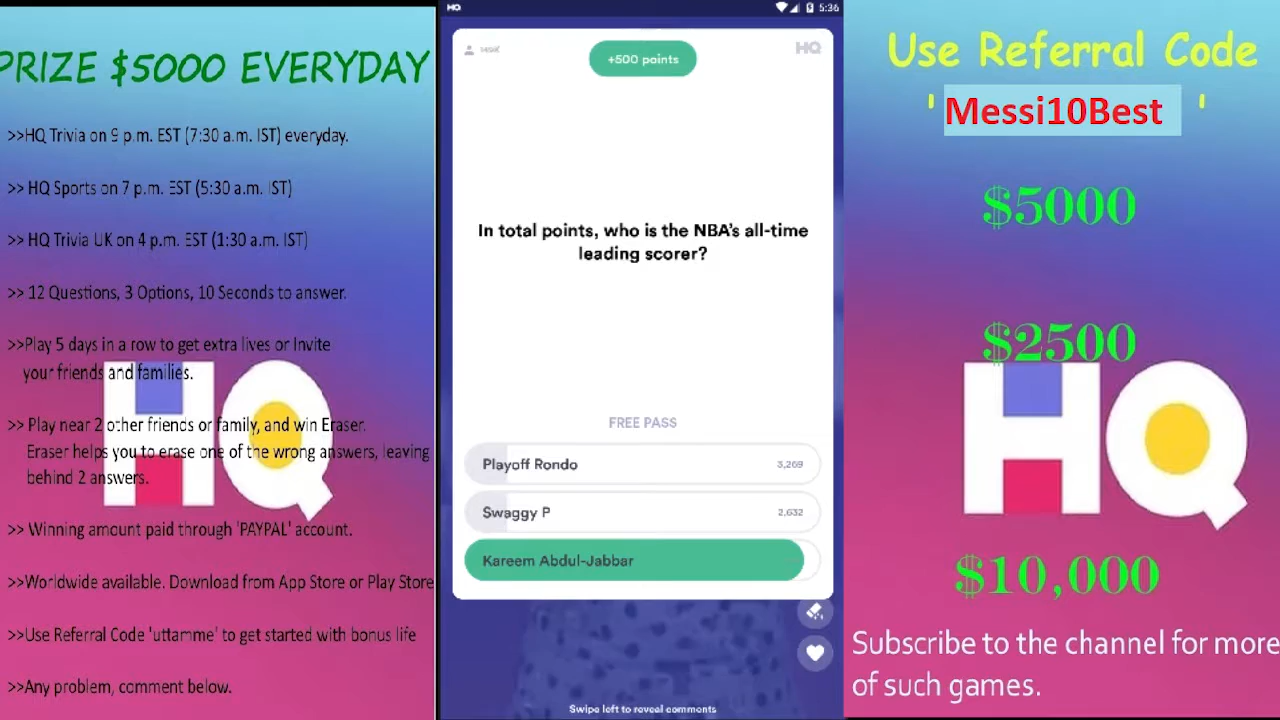 PRIZE $5000 EVERYDAY
>>HQ Trivia on 9 p.m. EST (7:30 a.m. IST) everyday.
>> HQ Sports on 7 p.m. EST (5:30 a.m. IST)
>> HQ Trivia UK on 4 p.m. EST (1:30 a.m. IST)
>> 12 Questions, 3 Options, 10 Seconds to answer.
>>Play 5 days in a row to get extra lives or Invite
your friends and families.
>> Play near 2 other friends or family, and win Eraser.
Eraser helps you to erase one of the wrong answers, leaving
behind 2 answers.
>> Winning amount paid through 'PAYPAL' account.
>>Worldwide available. Download from App Store or Play Store
>>Use Referral Code 'uttamme' to get started with bonus life
>>Any problem, comment below.
HQ
HQ
5:36
+500 points
HQ
In total points, who is the NBA's all-time
leading scorer?
FREE PASS
Playoff Rondo 3,269
Swaggy P 2,632
Kareem Abdul-Jabbar
Swipe left to reveal comments
Use Referral Code
' Messi10Best '
$5000
$2500
HQ
$10,000
Subscribe to the channel for more
of such games.